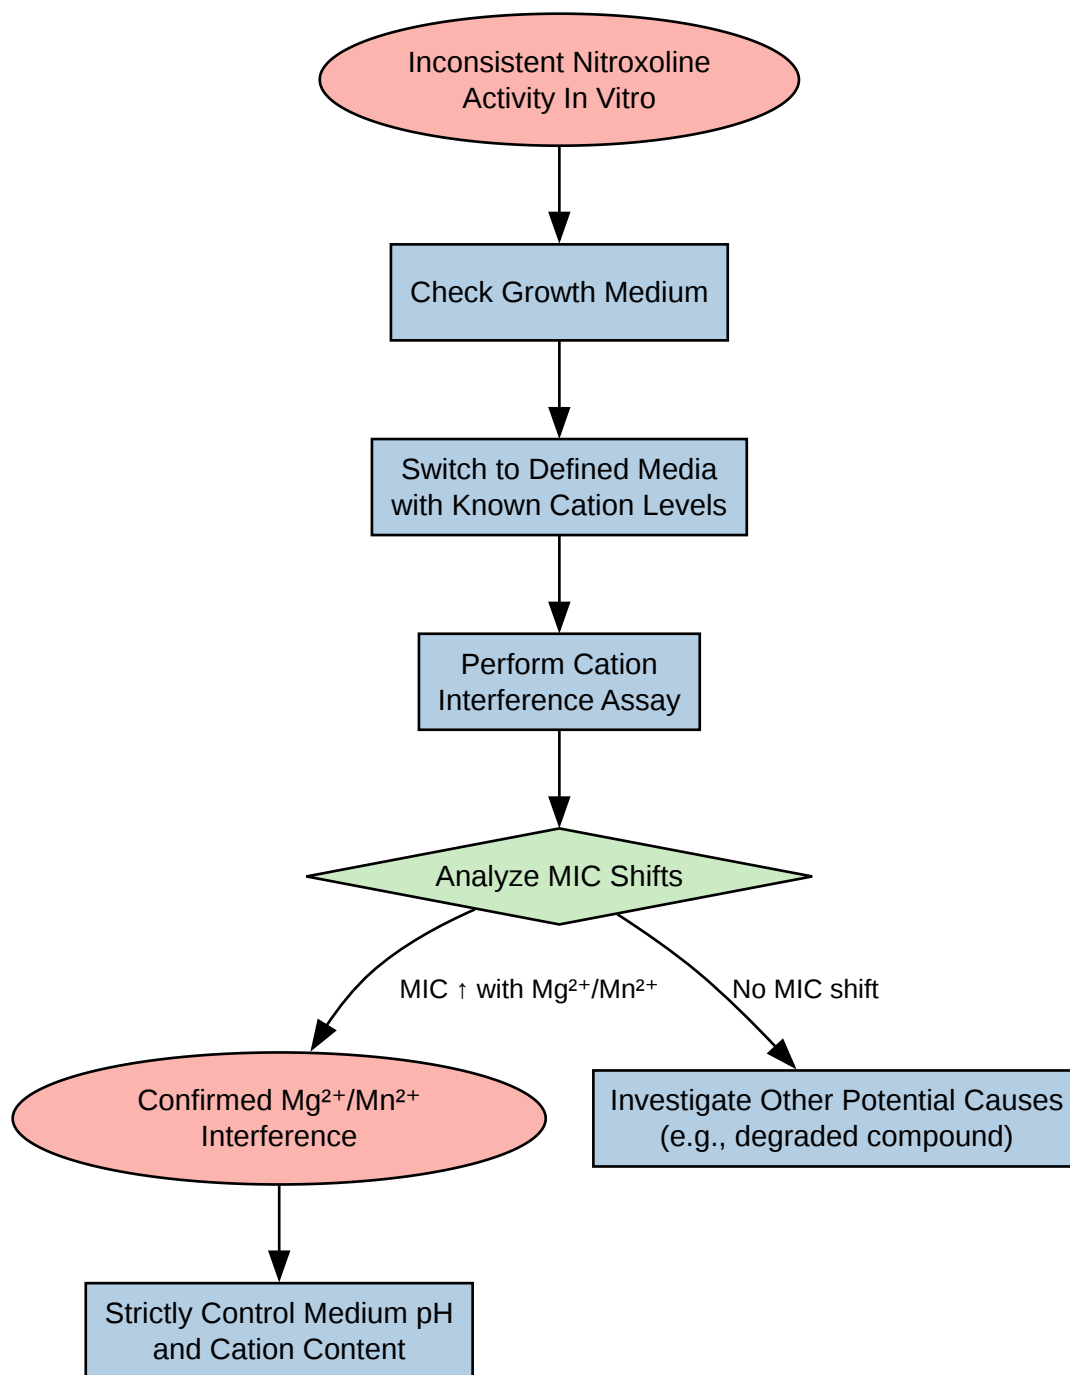 Inconsistent Nitroxoline
Activity In Vitro
Check Growth Medium
Switch to Defined Media
with Known Cation Levels
Perform Cation
Interference Assay
Analyze MIC Shifts
MIC ↑ with Mg²⁺/Mn²⁺
No MIC shift
Confirmed Mg²⁺/Mn²⁺
Interference
Investigate Other Potential Causes
(e.g., degraded compound)
Strictly Control Medium pH
and Cation Content